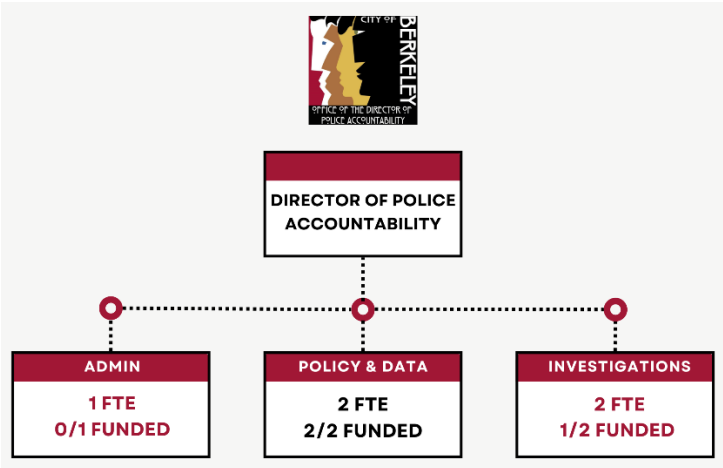 CITY OF
BERKELEY
OFFICE OF THE DIRECTOR OF
POLICE ACCOUNTABILITY
DIRECTOR OF POLICE
ACCOUNTABILITY
ADMIN
1 FTE
0/1 FUNDED
POLICY & DATA
2 FTE
2/2 FUNDED
INVESTIGATIONS
2 FTE
1/2 FUNDED